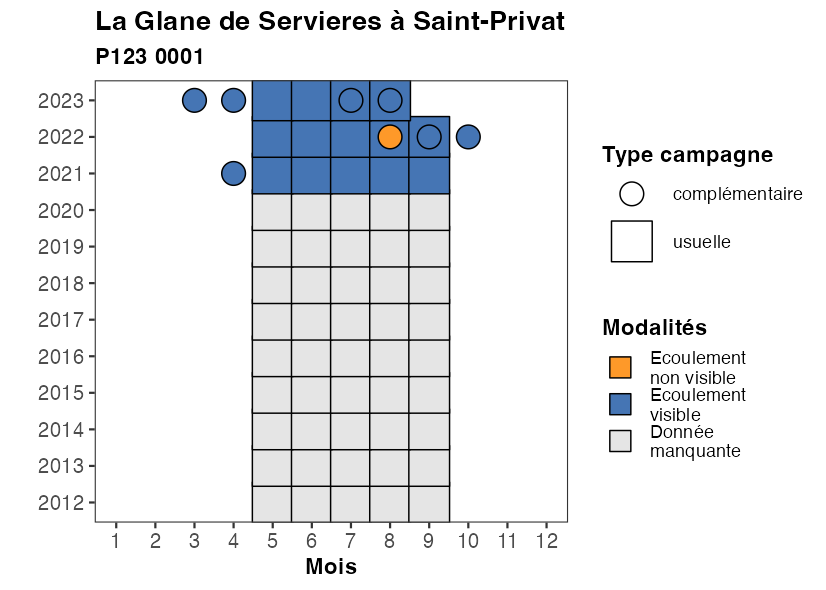 La Glane de Servieres à Saint-Privat
P123 0001
2023
2022
2021
2020
2019
2018
2017
2016
2015
2014
2013
2012
1 2 3 4 5 6 7 8 9 10 11 12
Mois
Type campagne
complémentaire
usuelle
Modalités
Ecoulement
non visible
Ecoulement
visible
Donnée
manquante